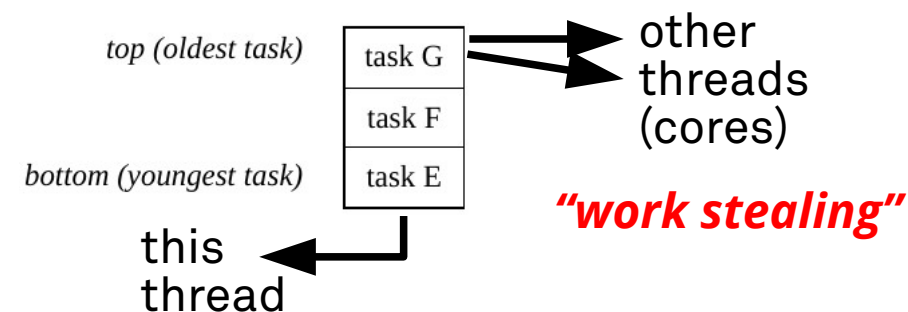 top (oldest task)
task G
other
threads
(cores)
task F
bottom (youngest task)
task E
“work stealing”
this
thread